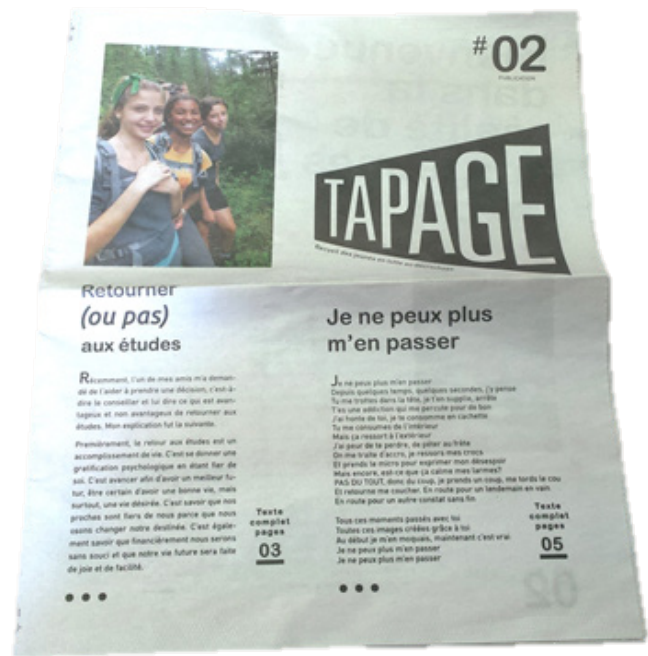 #02
PUBLICATION
TAPAGE
Recueil des jeunes en lutte au décrochage
Retourner
(ou pas)
aux études
Récemment, l'un de mes amis m'a deman-
dé de l'aider à prendre une décision, c'est-à-
dire le conseiller et lui dire ce qui est avan-
tageux et non avantageux de retourner aux
études. Mon explication fut la suivante.
Premièrement, le retour aux études est un
accomplissement de vie. C'est se donner une
gratification psychologique en étant fier de
soi. C'est avancer afin d'avoir un meilleur fu-
tur, être certain d'avoir une bonne vie, mais
surtout, une vie désirée. C'est savoir que nos
proches sont fiers de nous parce que nous
osons changer notre destinée. C'est égale-
ment savoir que financièrement nous serons
sans souci et que notre vie future sera faite
de joie et de facilité.
Texte
complet
pages
03
Je ne peux plus
m'en passer
Je ne peux plus m'en passer
Depuis quelques temps, quelques secondes, j'y pense
Tu me trottes dans la tête, je t'en supplie, arrête
T'es une addiction qui me percute pour de bon
J'ai honte de toi, je te consomme en cachette
Tu me consumes de l'intérieur
Mais ça ressort à l'extérieur
J'ai peur de te perdre, de péter au frète
On me traite d'accro, je ressors mes crocs
Et prends le micro pour exprimer mon désespoir
Mais encore, est-ce que ça calme mes larmes?
PAS DU TOUT, donc du coup, je prends un coup, me tords le cou
Et retourne me coucher. En route pour un lendemain en vain
En route pour un autre constat sans fin
Tous ces moments passés avec toi
Toutes ces images créées grâce à toi
Au début je m'en moquais, maintenant c'est vrai
Je ne peux plus m'en passer
Je ne peux plus m'en passer
Texte
complet
pages
05